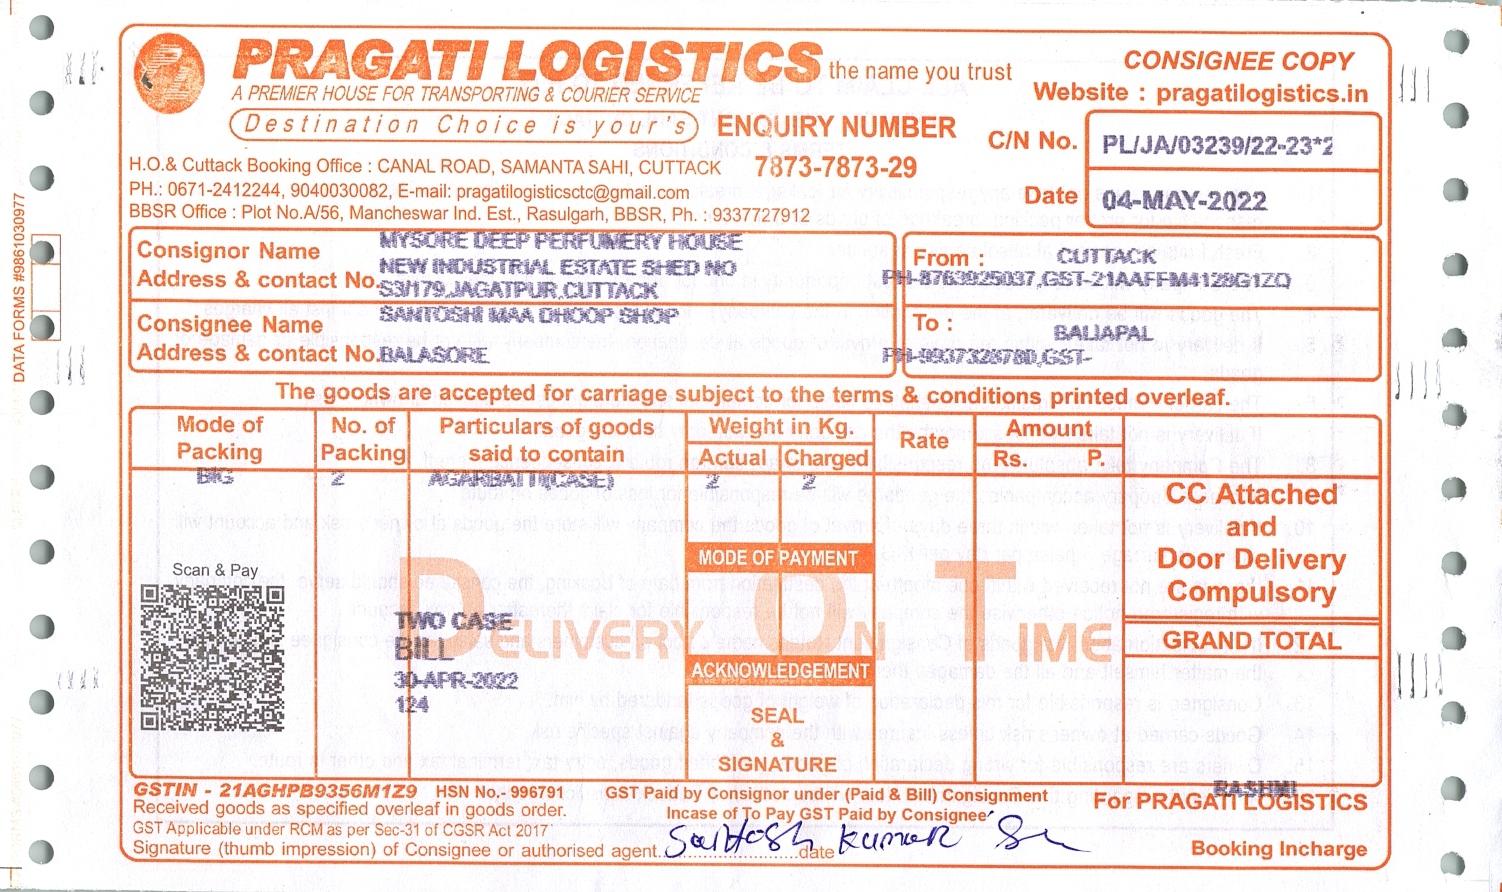 PRAGATI LOGISTICS the name you trust
A PREMIER HOUSE FOR TRANSPORTING & COURIER SERVICE
Destination Choice is your's
ENQUIRY NUMBER
7873-7873-29
CONSIGNEE COPY
Website : pragatilogistics.in
C/N No. PL/JA/03239/22-23*2
Date 04-MAY-2022
H.O.& Cuttack Booking Office : CANAL ROAD, SAMANTA SAHI, CUTTACK
PH.: 0671-2412244, 9040030082, E-mail: pragatilogisticsctc@gmail.com
BBSR Office : Plot No.A/56, Mancheswar Ind. Est., Rasulgarh, BBSR, Ph. : 9337727912
DATA FORMS #9861030977
Consignor Name MYSORE DEEP PERFUMERY HOUSE
Address & contact No. NEW INDUSTRIAL ESTATE SHED NO
S3/179,JAGATPUR,CUTTACK
From : CUTTACK
PH-8763925037,GST-21AAFFM4128G1ZQ
Consignee Name SANTOSHI MAA DHOOP SHOP
Address & contact No. BALASORE
To : BALIAPAL
PH-9937328780,GST-
The goods are accepted for carriage subject to the terms & conditions printed overleaf.
Mode of Packing
No. of Packing
Particulars of goods said to contain
Weight in Kg.
Actual Charged
Rate
Amount
Rs. P.
BIG 2 AGARBATTI(CASE) 2 2
CC Attached
and
Door Delivery
Compulsory
GRAND TOTAL
MODE OF PAYMENT
Scan & Pay
DELIVERY ON TIME
TWO CASE
BILL
30-APR-2022
124
ACKNOWLEDGEMENT
SEAL
&
SIGNATURE
GSTIN - 21AGHPB9356M1Z9 HSN No.- 996791
Received goods as specified overleaf in goods order.
GST Applicable under RCM as per Sec-31 of CGSR Act 2017
Signature (thumb impression) of Consignee or authorised agent. Santosh date Kumar
GST Paid by Consignor under (Paid & Bill) Consignment
Incase of To Pay GST Paid by Consignee
RASHMI
For PRAGATI LOGISTICS
Booking Incharge